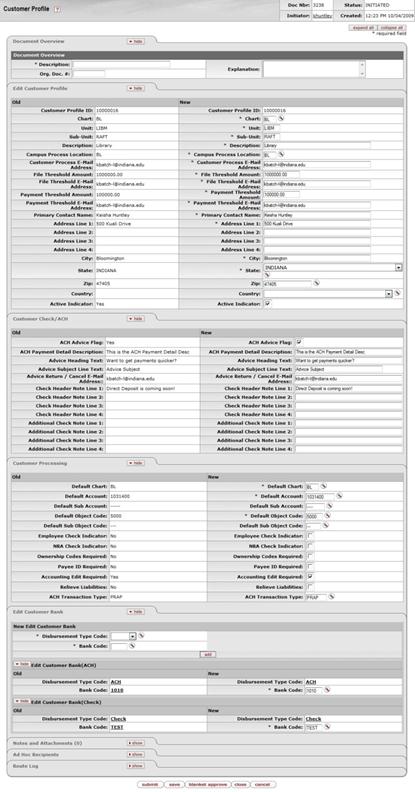 Customer Profile
Doc Nbr: 3238 Status: INITIATED
Initiator: khuntley Created: 12:23 PM 10/04/2009
expand all collapse all
* required field
Document Overview hide
Document Overview
* Description: Explanation:
Org. Doc. #:
Edit Customer Profile hide
Old New
Customer Profile ID: 10000016 Customer Profile ID: 10000016
Chart: BL * Chart: BL
Unit: LIBM * Unit: LIBM
Sub-Unit: RAFT * Sub-Unit: RAFT
Description: Library * Description: Library
Campus Process Location: BL * Campus Process Location: BL
Customer Process E-Mail Address: kbatch-l@indiana.edu * Customer Process E-Mail Address: kbatch-l@indiana.edu
File Threshold Amount: 1000000.00 * File Threshold Amount: 1000000.00
File Threshold E-Mail Address: kbatch-l@indiana.edu * File Threshold E-Mail Address: kbatch-l@indiana.edu
Payment Threshold Amount: 100000.00 * Payment Threshold Amount: 100000.00
Payment Threshold E-Mail Address: kbatch-l@indiana.edu * Payment Threshold E-Mail Address: kbatch-l@indiana.edu
Primary Contact Name: Keisha Huntley * Primary Contact Name: Keisha Huntley
Address Line 1: 500 Kuali Drive * Address Line 1: 500 Kuali Drive
Address Line 2: Address Line 2:
Address Line 3: Address Line 3:
Address Line 4: Address Line 4:
City: Bloomington * City: Bloomington
State: INDIANA * State: INDIANA
Zip: 47405 Zip: 47405
Country: Country:
Active Indicator: Yes Active Indicator:
Customer Check/ACH hide
Old New
ACH Advice Flag: Yes ACH Advice Flag:
ACH Payment Detail Description: This is the ACH Payment Detail Desc ACH Payment Detail Description: This is the ACH Payment Detail Desc
Advice Heading Text: Want to get payments quicker? Advice Heading Text: Want to get payments quicker?
Advice Subject Line Text: Advice Subject Advice Subject Line Text: Advice Subject
Advice Return / Cancel E-Mail Address: kbatch-l@indiana.edu Advice Return / Cancel E-Mail Address: kbatch-l@indiana.edu
Check Header Note Line 1: Direct Deposit is coming soon! Check Header Note Line 1: Direct Deposit is coming soon!
Check Header Note Line 2: Check Header Note Line 2:
Check Header Note Line 3: Check Header Note Line 3:
Check Header Note Line 4: Check Header Note Line 4:
Additional Check Note Line 1: Additional Check Note Line 1:
Additional Check Note Line 2: Additional Check Note Line 2:
Additional Check Note Line 3: Additional Check Note Line 3:
Additional Check Note Line 4: Additional Check Note Line 4:
Customer Processing hide
Old New
Default Chart: BL * Default Chart: BL
Default Account: 1031400 * Default Account: 1031400
Default Sub Account: ----- Default Sub Account: -----
Default Object Code: 5000 * Default Object Code: 5000
Default Sub Object Code: --- Default Sub Object Code: ---
Employee Check Indicator: No Employee Check Indicator:
NRA Check Indicator: No NRA Check Indicator:
Ownership Codes Required: No Ownership Codes Required:
Payee ID Required: No Payee ID Required:
Accounting Edit Required: Yes Accounting Edit Required:
Relieve Liabilities: No Relieve Liabilities:
ACH Transaction Type: PRAP ACH Transaction Type: PRAP
Edit Customer Bank hide
New Edit Customer Bank
* Disbursement Type Code:
* Bank Code:
add
hide Edit Customer Bank(ACH)
Old New
Disbursement Type Code: ACH Disbursement Type Code: ACH
Bank Code: 1010 * Bank Code: 1010
hide Edit Customer Bank(Check)
Old New
Disbursement Type Code: Check Disbursement Type Code: Check
Bank Code: TEST * Bank Code: TEST
Notes and Attachments (0) show
Ad Hoc Recipients show
Route Log show
submit save blanket approve close cancel